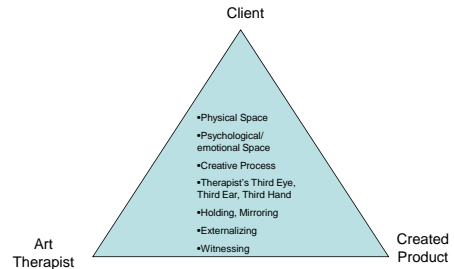 Client
•Physical Space
•Psychological/
emotional Space
•Creative Process
•Therapist's Third Eye,
Third Ear, Third Hand
•Holding, Mirroring
•Externalizing
•Witnessing
Art
Therapist
Created
Product